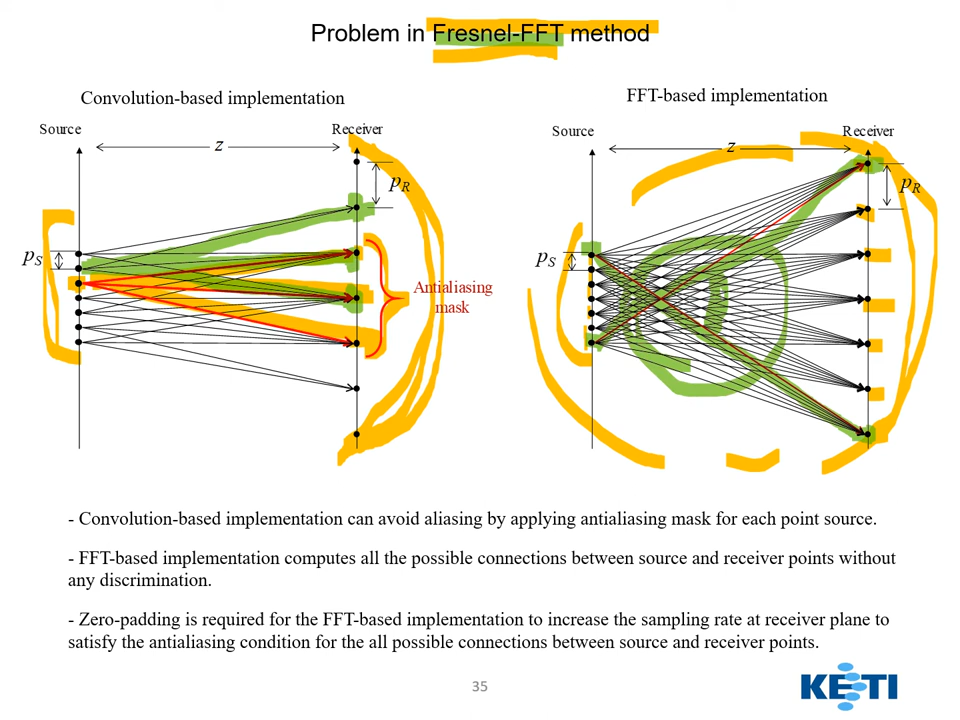 Problem in Fresnel-FFT method
Convolution-based implementation
FFT-based implementation
Source
Receiver
z
pR
pS
Antialiasing
mask
Source
Receiver
z
pR
pS
- Convolution-based implementation can avoid aliasing by applying antialiasing mask for each point source.
- FFT-based implementation computes all the possible connections between source and receiver points without
any discrimination.
- Zero-padding is required for the FFT-based implementation to increase the sampling rate at receiver plane to
satisfy the antialiasing condition for the all possible connections between source and receiver points.
35
KETI